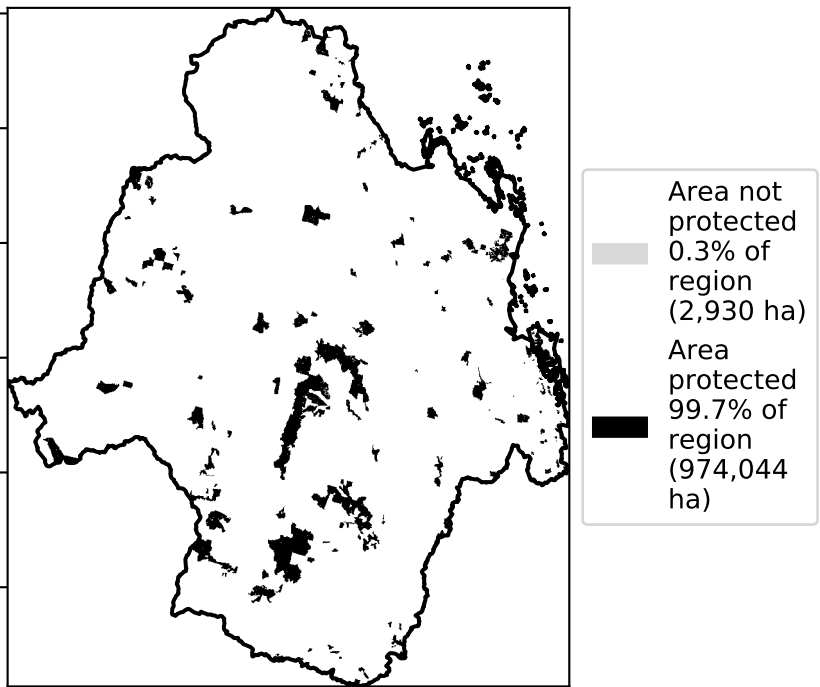 Area not
protected
0.3% of
region
(2,930 ha)
Area
protected
99.7% of
region
(974,044
ha)